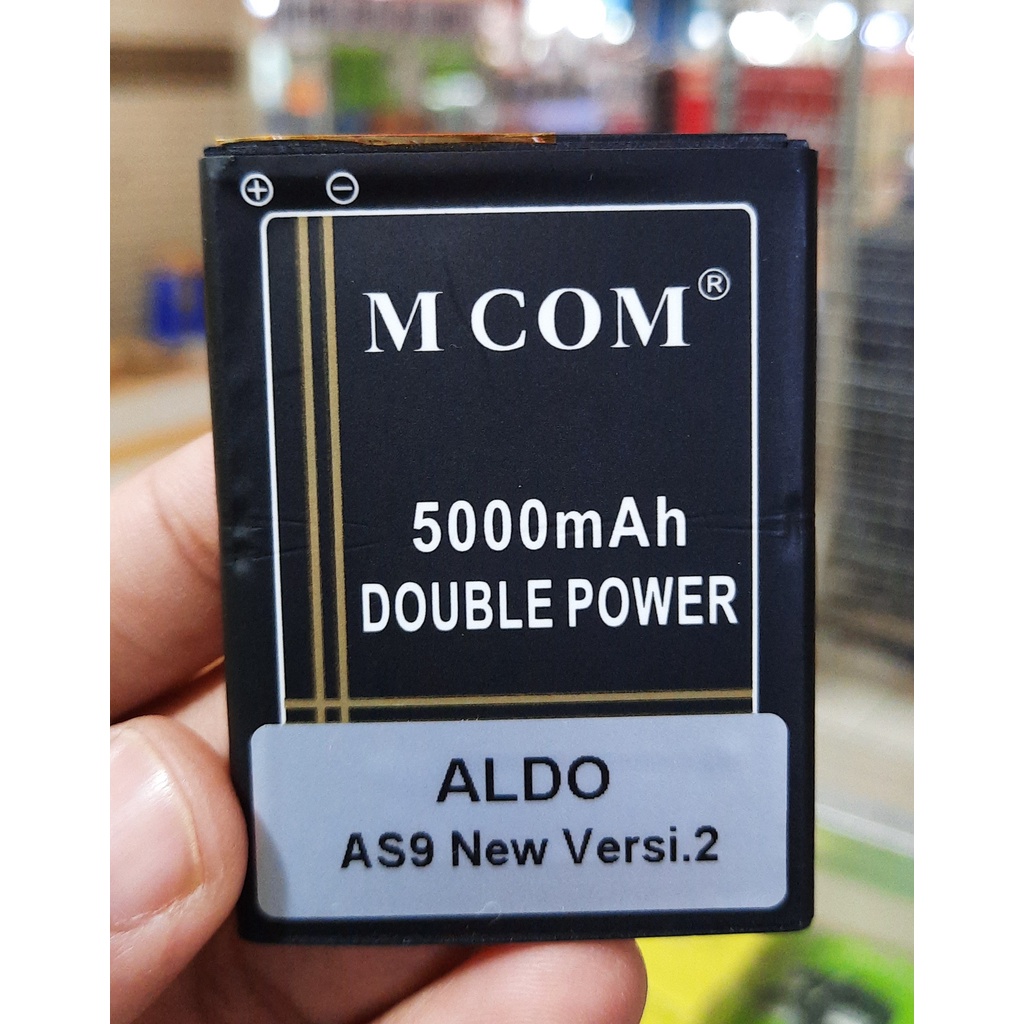 ⊕ ⊖
M COM®
5000mAh
DOUBLE POWER
ALDO
AS9 New Versi.2